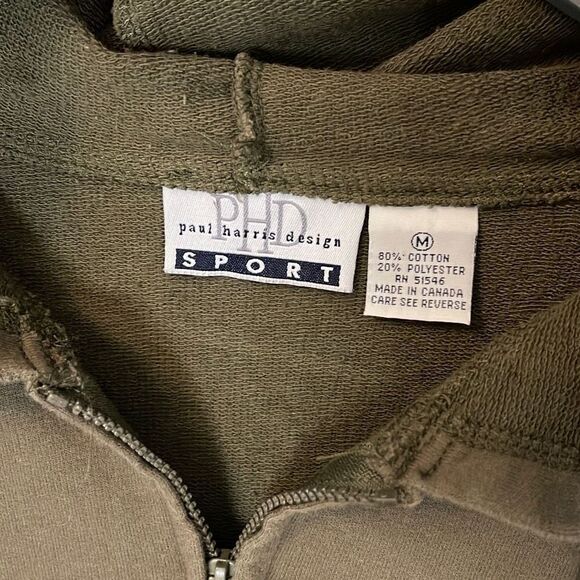 PHD
paul harris design
SPORT
M
80% COTTON
20% POLYESTER
RN 51546
MADE IN CANADA
CARE SEE REVERSE